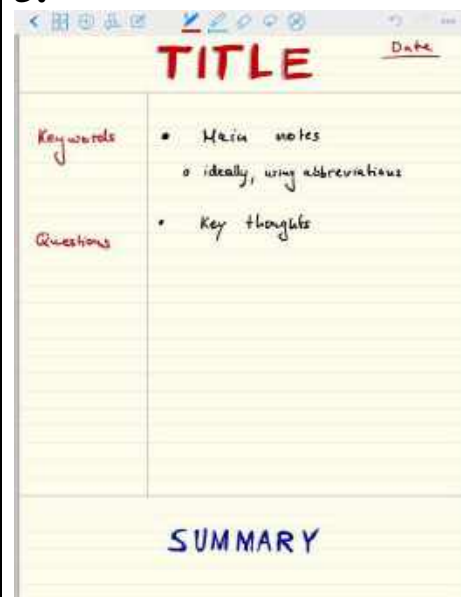 TITLE
Date
Keywords
• Main notes
o ideally, using abbreviations
• Key thoughts
Questions
SUMMARY